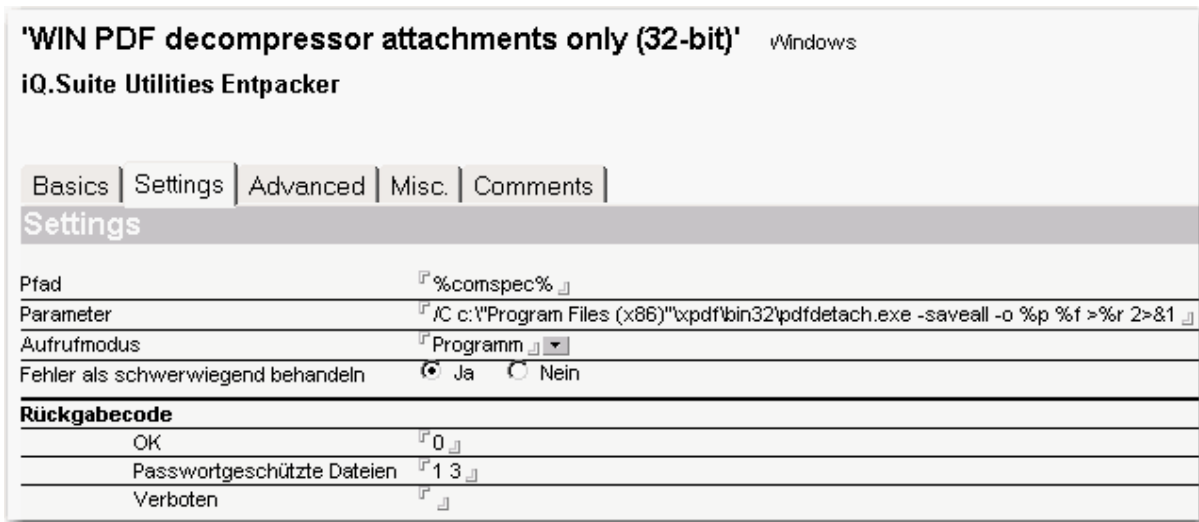 'WIN PDF decompressor attachments only (32-bit)' Windows
iQ.Suite Utilities Entpacker
Basics Settings Advanced Misc. Comments
Settings
Pfad %comspec%
Parameter /C c:\"Program Files (x86)"\xpdf\bin32\pdfdetach.exe -saveall -o %p %f >%r 2>&1
Aufrufmodus Programm
Fehler als schwerwiegend behandeln Ja Nein
Rückgabecode
OK 0
Passwortgeschützte Dateien 1 3
Verboten